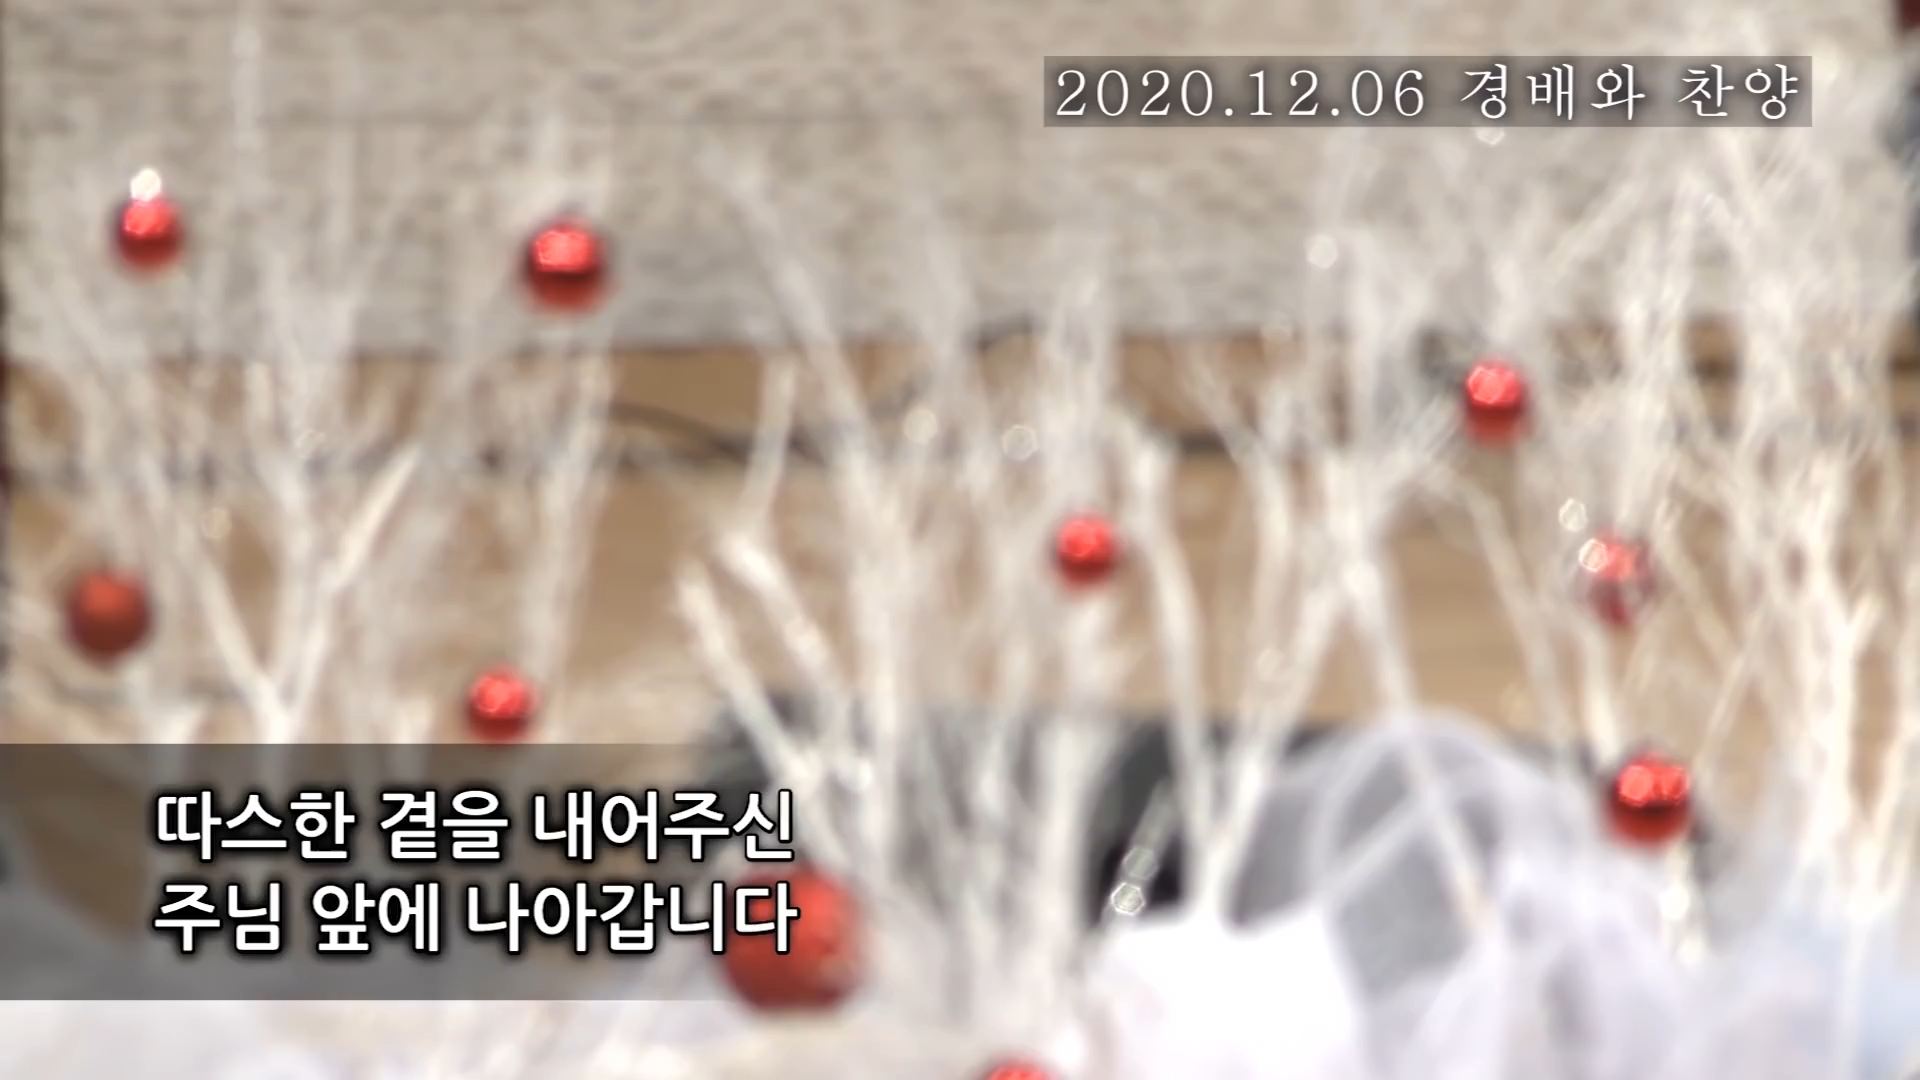 2020.12.06 경배와 찬양
따스한 곁을 내어주신
주님 앞에 나아갑니다